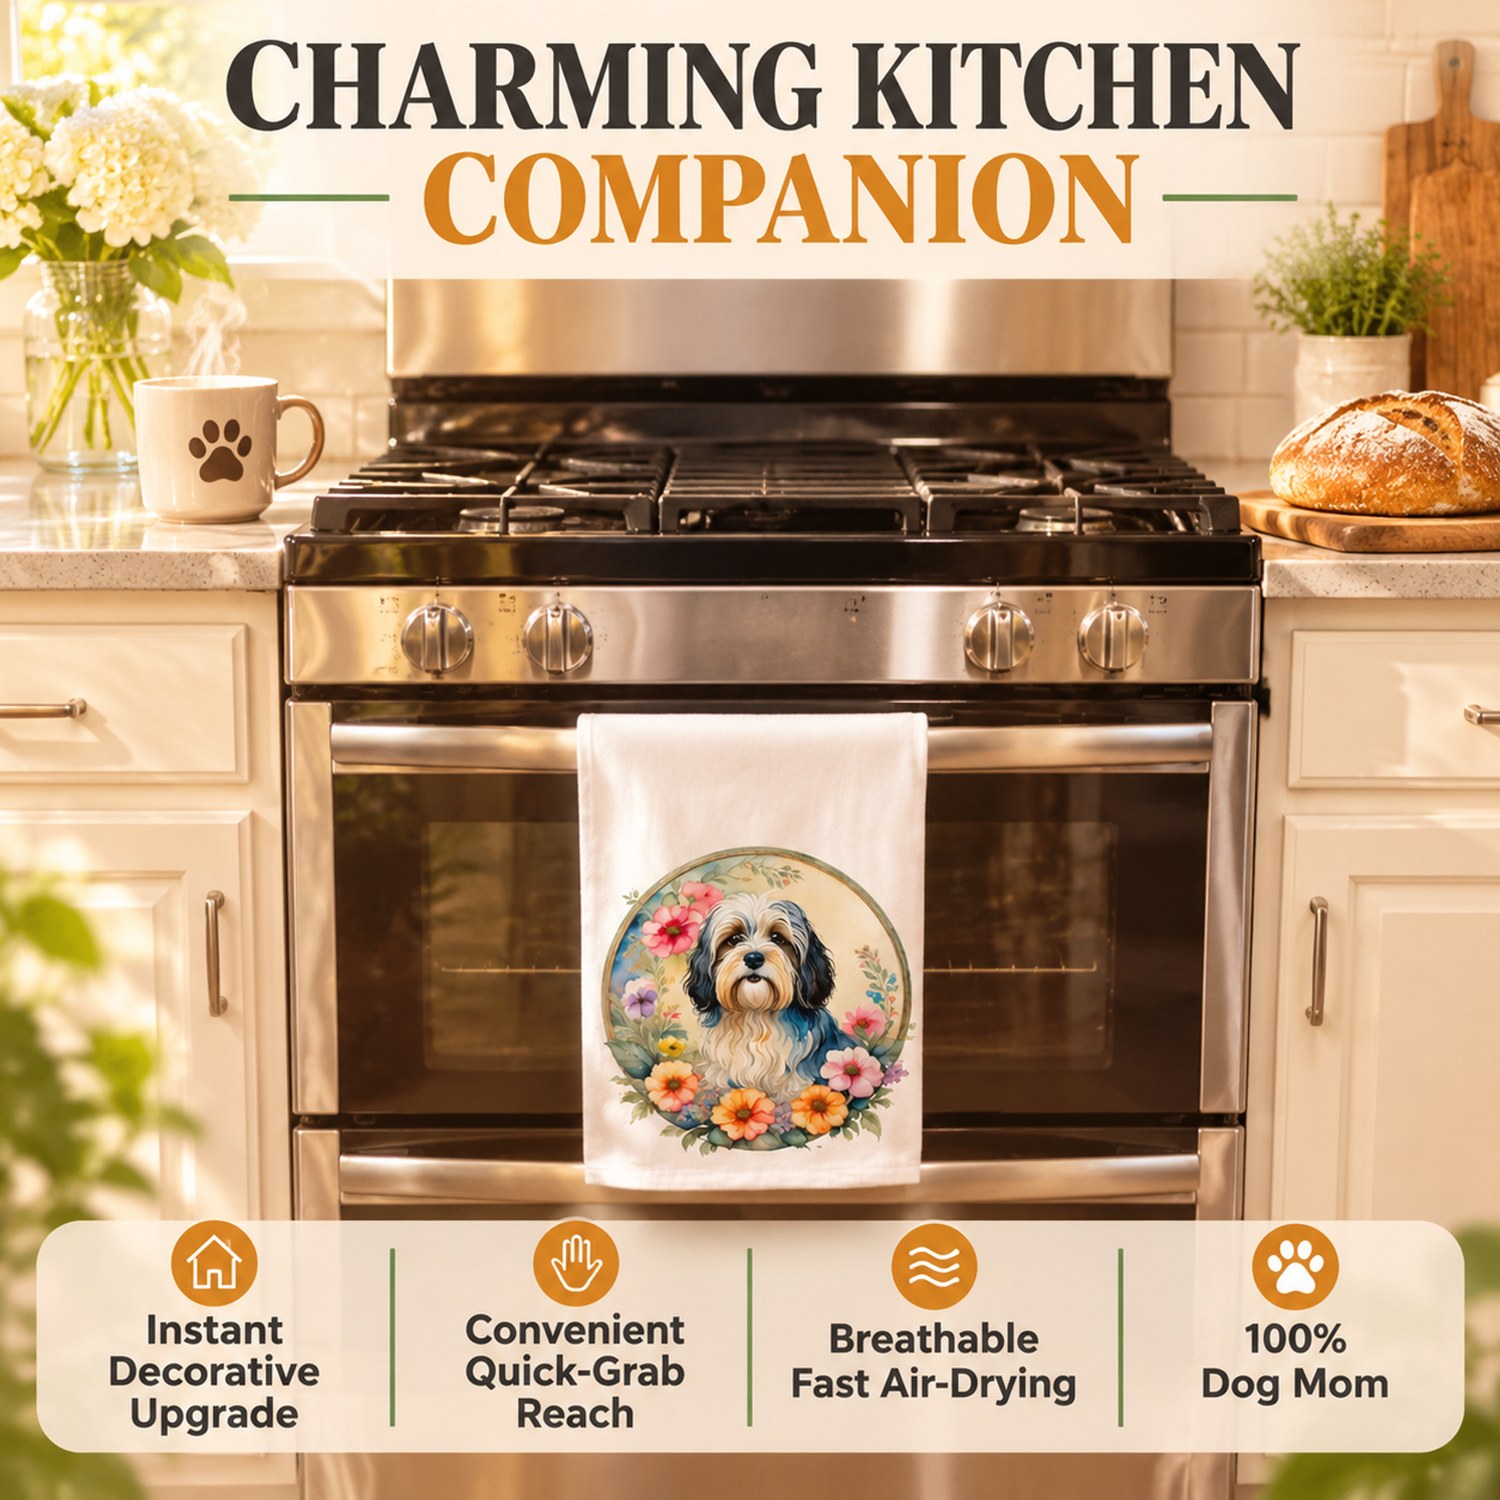 CHARMING KITCHEN
COMPANION
Instant
Decorative
Upgrade
Convenient
Quick-Grab
Reach
Breathable
Fast Air-Drying
100%
Dog Mom